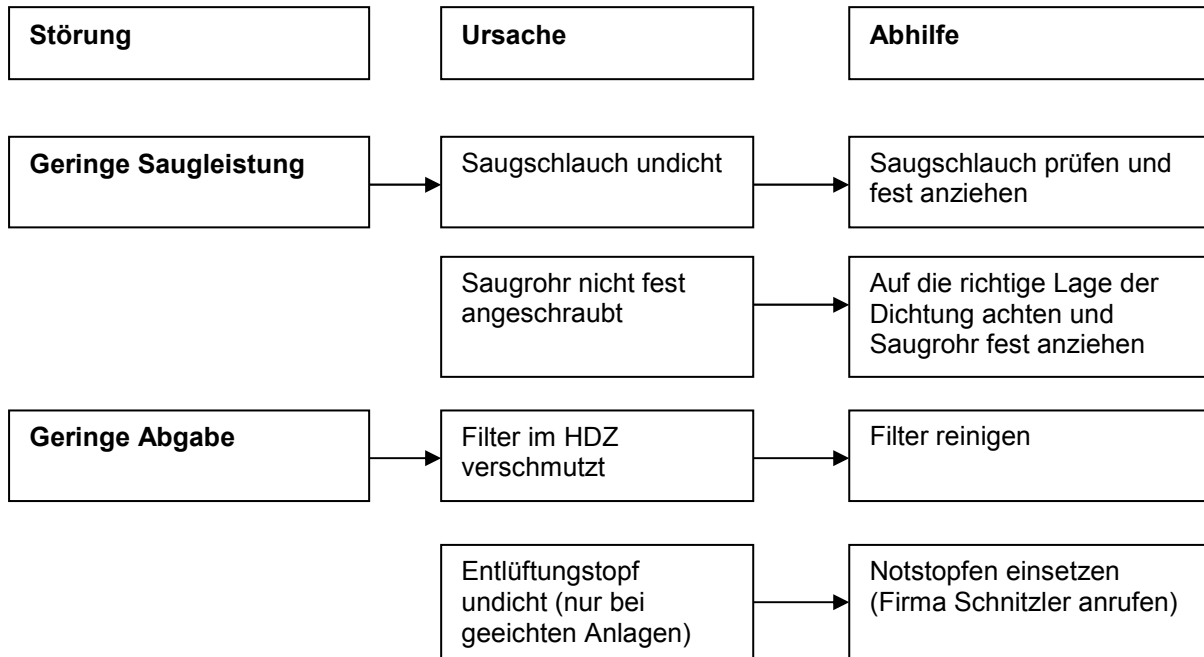 Störung
Ursache
Abhilfe
Geringe Saugleistung
Saugschlauch undicht
Saugschlauch prüfen und
fest anziehen
Saugrohr nicht fest
angeschraubt
Auf die richtige Lage der
Dichtung achten und
Saugrohr fest anziehen
Geringe Abgabe
Filter im HDZ
verschmutzt
Filter reinigen
Entlüftungstopf
undicht (nur bei
geeichten Anlagen)
Notstopfen einsetzen
(Firma Schnitzler anrufen)